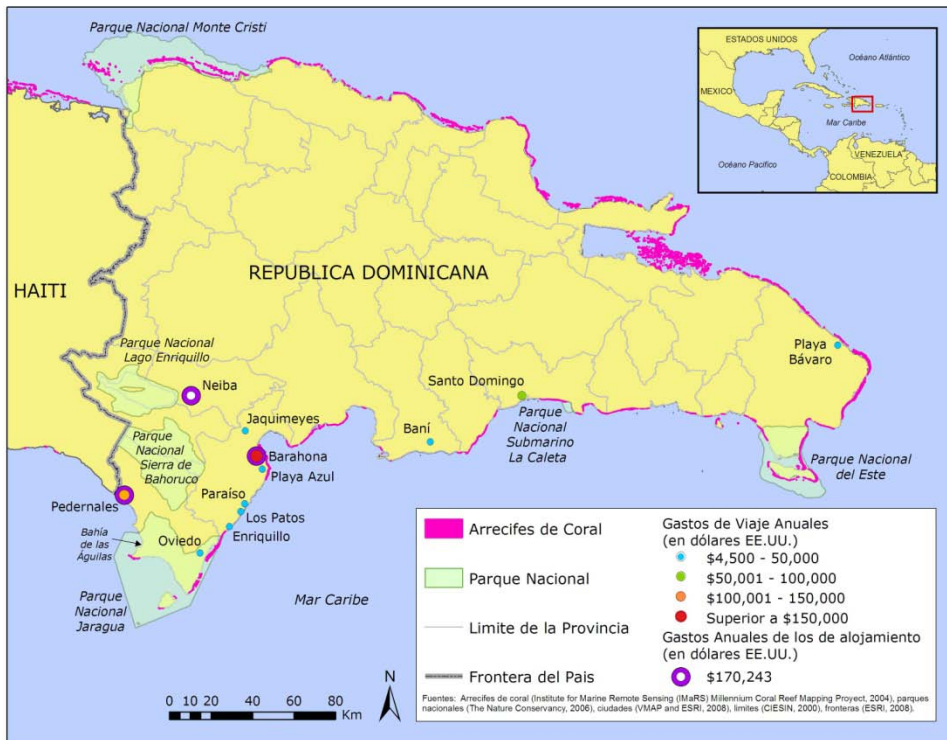 Parque Nacional Monte Cristi
ESTADOS UNIDOS
Océano Atlántico
MEXICO
Mar Caribe
Océano Pacifico
VENEZUELA
COLOMBIA
HAITI
REPUBLICA DOMINICANA
Parque Nacional
Lago Enriquillo
Neiba
Playa
Bávaro
Santo Domingo
Jaquimeyes
Baní
Parque
Nacional
Submarino
La Caleta
Parque
Nacional
Sierra de
Bahoruco
Barahona
Playa Azul
Parque Nacional
del Este
Pedernales
Paraíso
Los Patos
Enriquillo
Bahía
de las
Águilas
Oviedo
Parque
Nacional
Jaragua
Mar Caribe
Arrecifes de Coral
Parque Nacional
Limite de la Provincia
Frontera del Pais
Gastos de Viaje Anuales
(en dólares EE.UU.)
$4,500 - 50,000
$50,001 - 100,000
$100,001 - 150,000
Superior a $150,000
Gastos Anuales de los de alojamiento
(en dólares EE.UU.)
$170,243
N
0 10 20 40 60 80
Km
Fuentes: Arrecifes de coral (Institute for Marine Remote Sensing (IMaRS) Millennium Coral Reef Mapping Proyect, 2004), parques
nacionales (The Nature Conservancy, 2006), ciudades (VMAP and ESRI, 2008), limites (CIESIN, 2000), fronteras (ESRI, 2008).